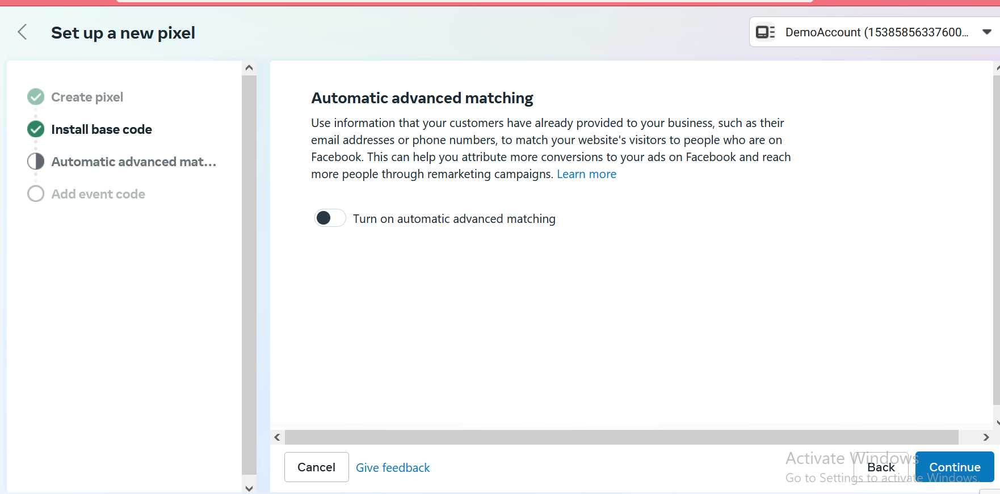 Set up a new pixel
DemoAccount (15385856337600...
Create pixel
Install base code
Automatic advanced mat...
Add event code
Automatic advanced matching
Use information that your customers have already provided to your business, such as their
email addresses or phone numbers, to match your website's visitors to people who are on
Facebook. This can help you attribute more conversions to your ads on Facebook and reach
more people through remarketing campaigns. Learn more
Turn on automatic advanced matching
Cancel
Give feedback
Back
Continue
Activate Windows
Go to Settings to activate Windows.